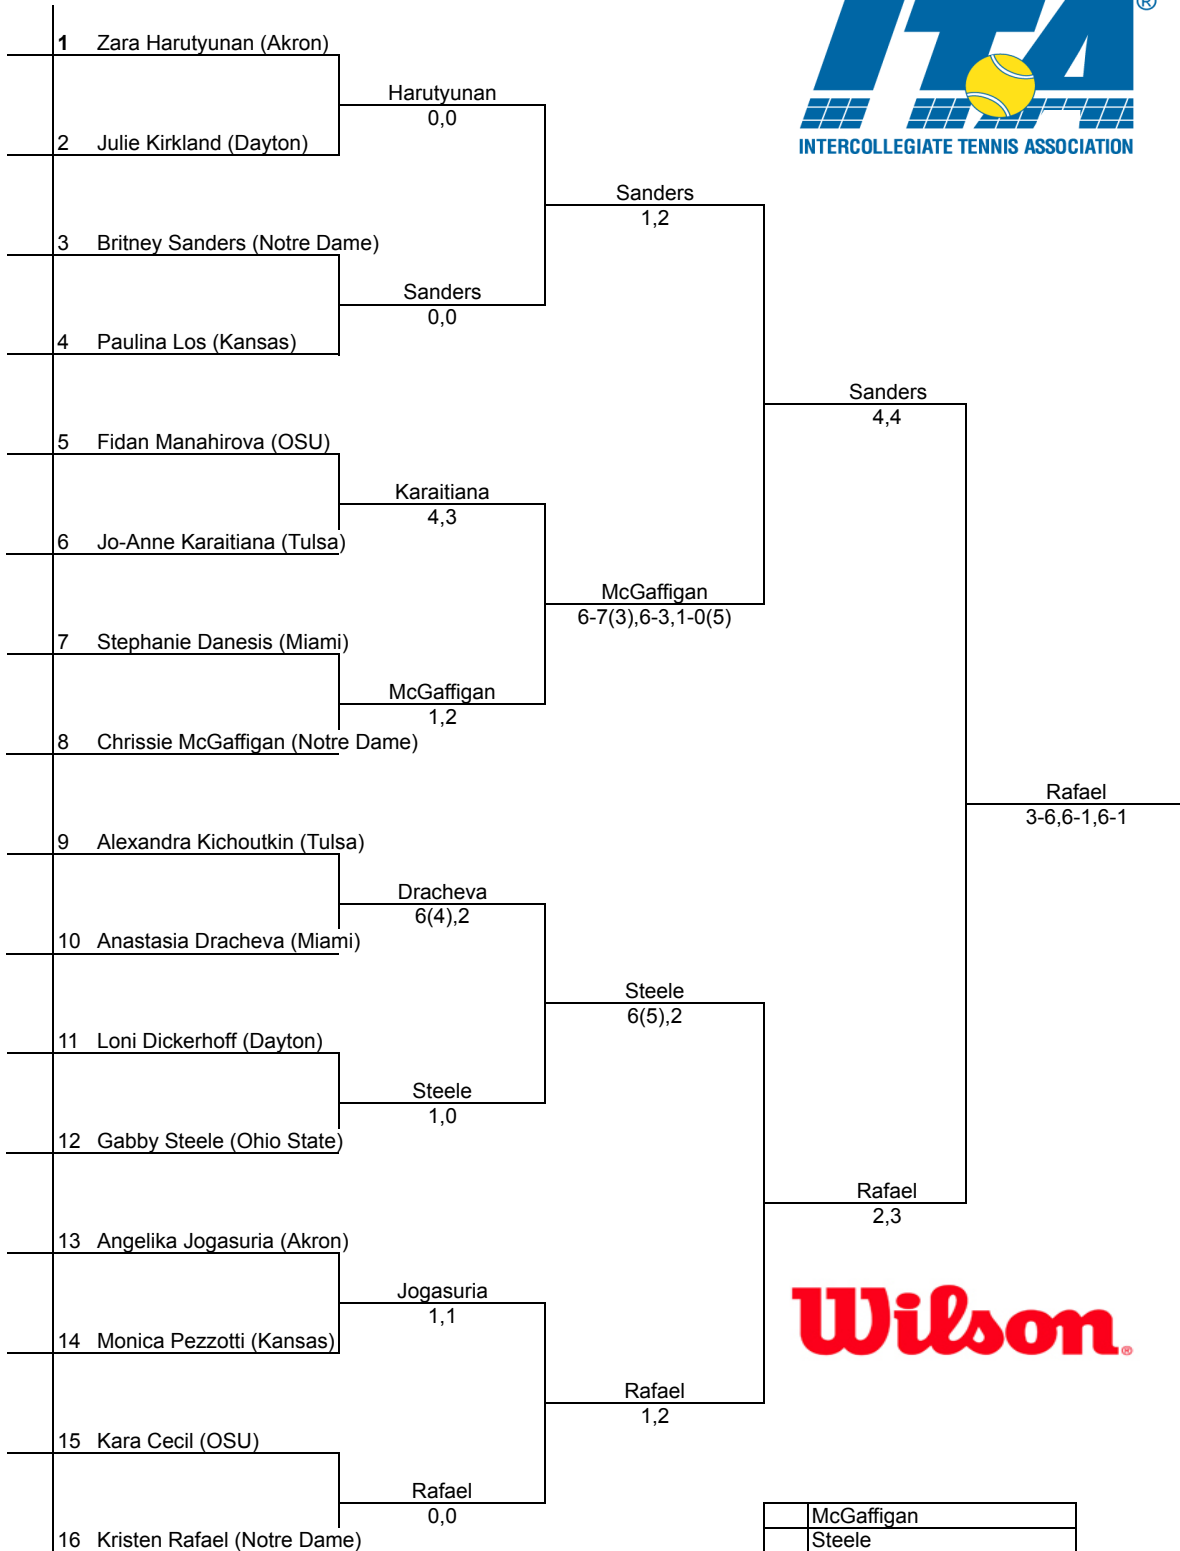 ITA
®
INTERCOLLEGIATE TENNIS ASSOCIATION
1 Zara Harutyunan (Akron)
Harutyunan
0,0
2 Julie Kirkland (Dayton)
Sanders
1,2
3 Britney Sanders (Notre Dame)
Sanders
0,0
4 Paulina Los (Kansas)
Sanders
4,4
5 Fidan Manahirova (OSU)
Karaitiana
4,3
6 Jo-Anne Karaitiana (Tulsa)
McGaffigan
6-7(3),6-3,1-0(5)
7 Stephanie Danesis (Miami)
McGaffigan
1,2
8 Chrissie McGaffigan (Notre Dame)
Rafael
3-6,6-1,6-1
9 Alexandra Kichoutkin (Tulsa)
Dracheva
6(4),2
10 Anastasia Dracheva (Miami)
Steele
6(5),2
11 Loni Dickerhoff (Dayton)
Steele
1,0
12 Gabby Steele (Ohio State)
Rafael
2,3
13 Angelika Jogasuria (Akron)
Jogasuria
1,1
Wilson®
14 Monica Pezzotti (Kansas)
Rafael
1,2
15 Kara Cecil (OSU)
Rafael
0,0
McGaffigan
16 Kristen Rafael (Notre Dame)
Steele